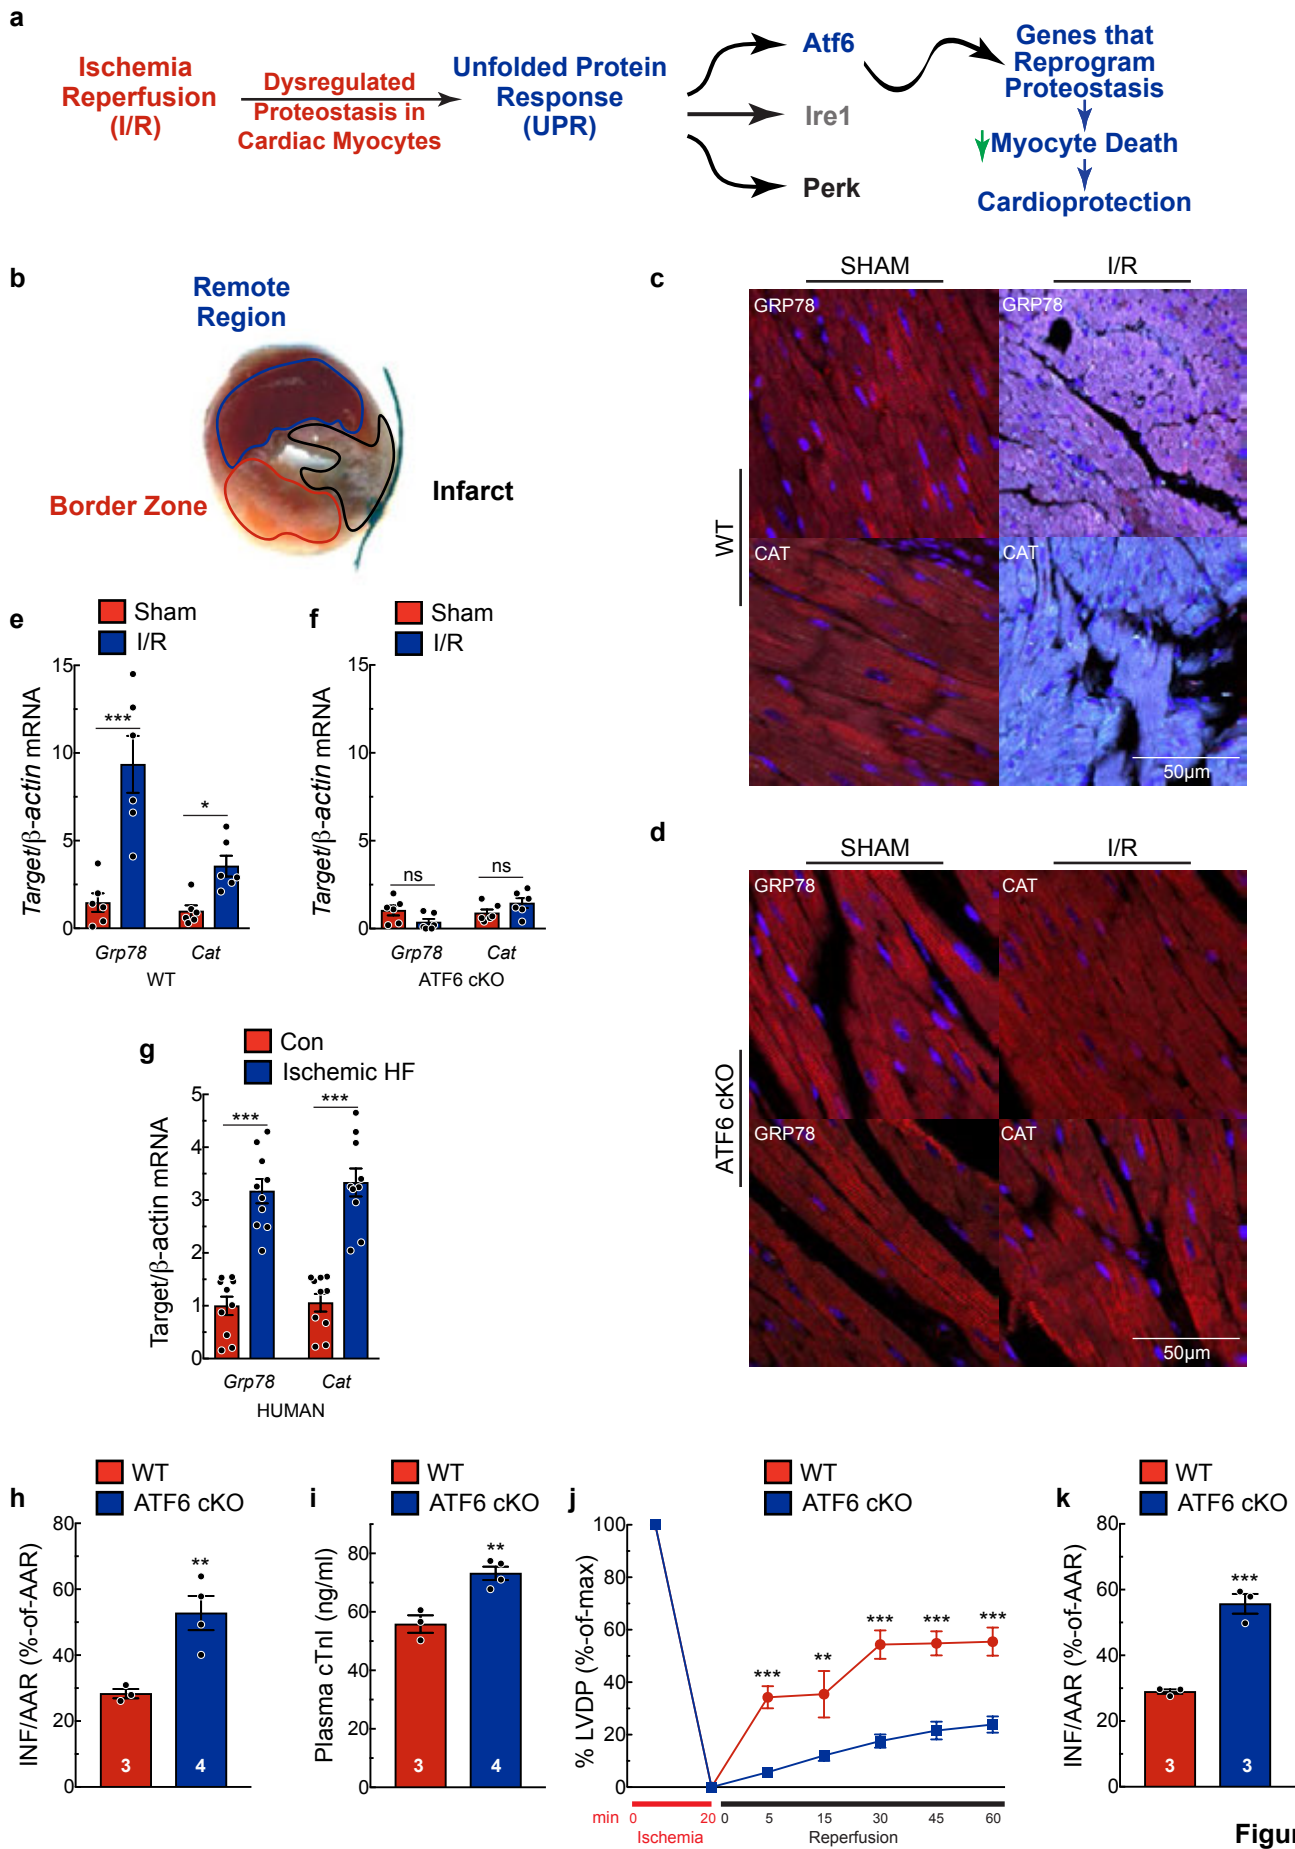 a
Ischemia
Reperfusion
(I/R)
Dysregulated
Proteostasis in
Cardiac Myocytes
Unfolded Protein
Response
(UPR)
Atf6
Ire1
Perk
Genes that
Reprogram
Proteostasis
Myocyte Death
Cardioprotection
b
Remote
Region
Border Zone
Infarct
c
SHAM
I/R
WT
GRP78
GRP78
CAT
CAT
50µm
d
SHAM
I/R
ATF6 cKO
GRP78
CAT
GRP78
CAT
50µm
e
Sham
I/R
Target/β-actin mRNA
15
10
5
0
***
*
Grp78
Cat
WT
f
Sham
I/R
Target/β-actin mRNA
15
10
5
0
ns
ns
Grp78
Cat
ATF6 cKO
g
Con
Ischemic HF
Target/β-actin mRNA
5
4
3
2
1
0
***
***
Grp78
Cat
HUMAN
h
WT
ATF6 cKO
INF/AAR (%-of-AAR)
80
60
40
20
0
**
3
4
i
WT
ATF6 cKO
Plasma cTnI (ng/ml)
80
60
40
20
0
**
3
4
j
WT
ATF6 cKO
% LVDP (%-of-max)
100
80
60
40
20
0
***
**
***
***
***
min 0
20 0
5
15
30
45
60
Ischemia
Reperfusion
k
WT
ATF6 cKO
INF/AAR (%-of-AAR)
80
60
40
20
0
***
3
3
Figur